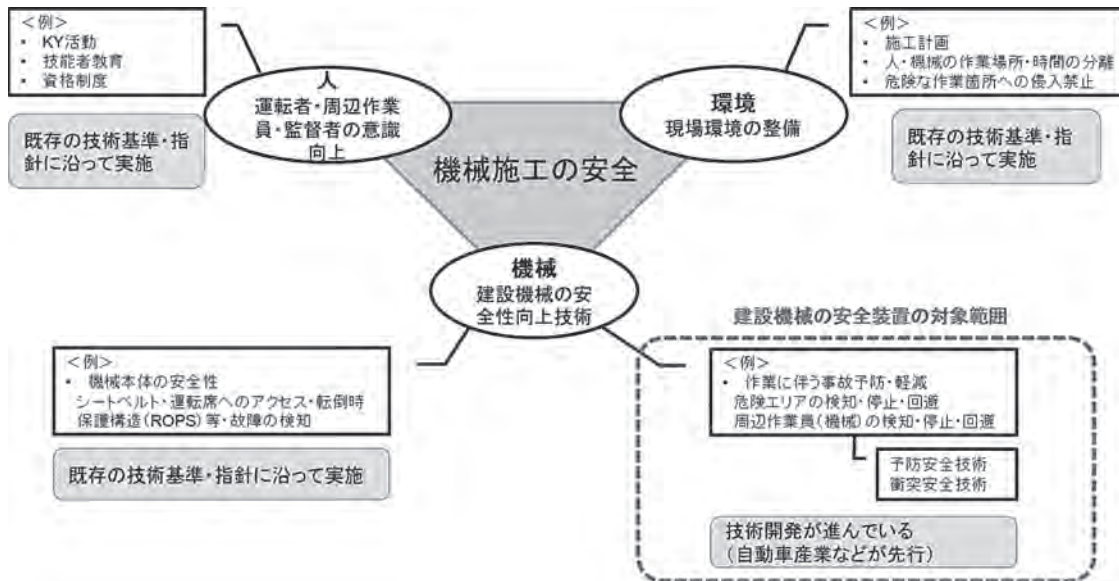 ＜例＞
・ KY活動
・ 技能者教育
・ 資格制度
既存の技術基準・指
針に沿って実施
人
運転者・周辺作業
員・監督者の意識
向上
環境
現場環境の整備
＜例＞
・ 施工計画
・ 人・機械の作業場所・時間の分離
・ 危険な作業箇所への侵入禁止
既存の技術基準・指
針に沿って実施
機械施工の安全
機械
建設機械の安
全性向上技術
＜例＞
・ 機械本体の安全性
シートベルト・運転席へのアクセス・転倒時
保護構造（ROPS）等・故障の検知
既存の技術基準・指針に沿って実施
建設機械の安全装置の対象範囲
＜例＞
・ 作業に伴う事故予防・軽減
危険エリアの検知・停止・回避
周辺作業員（機械）の検知・停止・回避
予防安全技術
衝突安全技術
技術開発が進んでいる
（自動車産業などが先行）